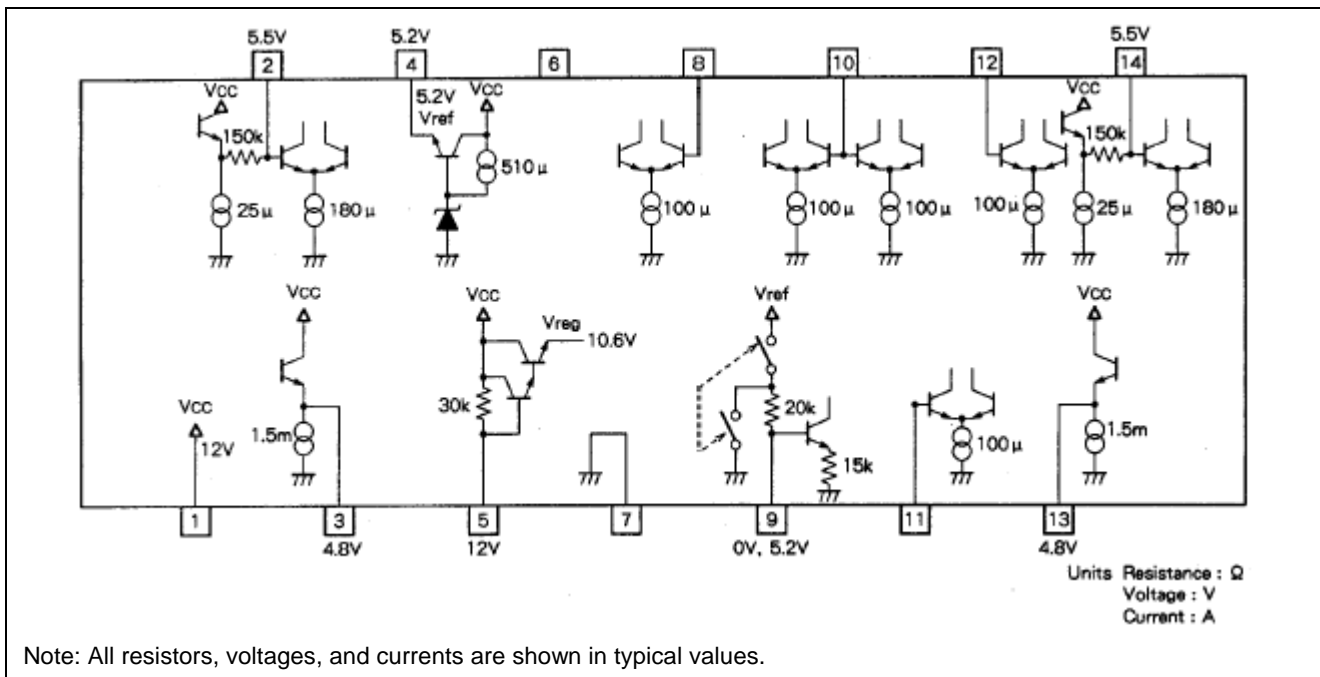 5.5V 5.2V 5.5V
2 4 6 8 10 12 14
Vcc 5.2V Vcc Vcc
Vref
150k 510μ 150k
25μ 180μ 100μ 100μ 100μ 100μ 25μ 180μ
Vcc Vcc Vref Vcc
Vreg
10.6V
Vcc 30k 20k
12V 1.5m 15k 100μ 1.5m
1 3 5 7 9 11 13
4.8V 12V 0V, 5.2V 4.8V
Units Resistance : Ω
Voltage : V
Current : A
Note: All resistors, voltages, and currents are shown in typical values.